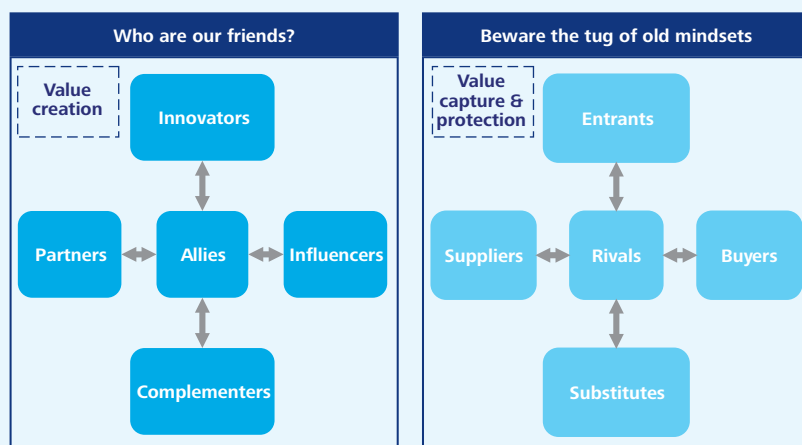 Who are our friends?
Value
creation
Innovators
Partners
Allies
Influencers
Complementers
Beware the tug of old mindsets
Value
capture &
protection
Entrants
Suppliers
Rivals
Buyers
Substitutes